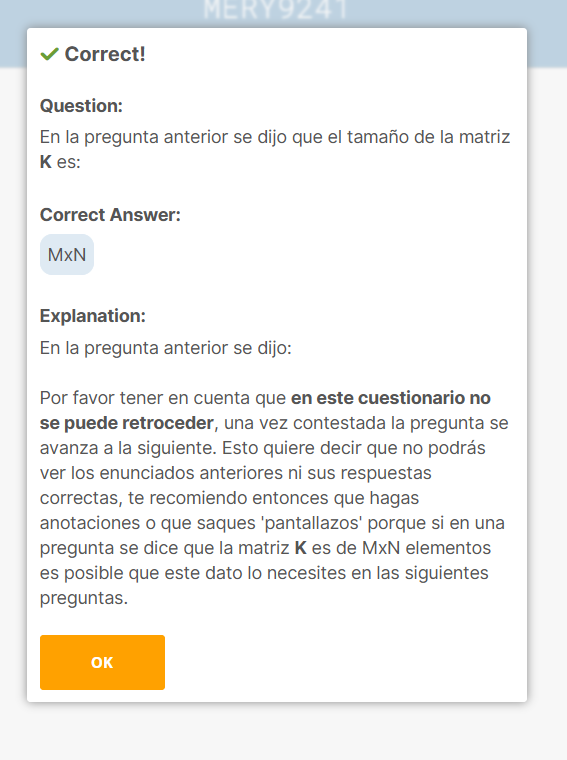 MERY9241
Correct!
Question:
En la pregunta anterior se dijo que el tamaño de la matriz
K es:
Correct Answer:
MxN
Explanation:
En la pregunta anterior se dijo:
Por favor tener en cuenta que en este cuestionario no
se puede retroceder, una vez contestada la pregunta se
avanza a la siguiente. Esto quiere decir que no podrás
ver los enunciados anteriores ni sus respuestas
correctas, te recomiendo entonces que hagas
anotaciones o que saques 'pantallazos' porque si en una
pregunta se dice que la matriz K es de MxN elementos
es posible que este dato lo necesites en las siguientes
preguntas.
OK